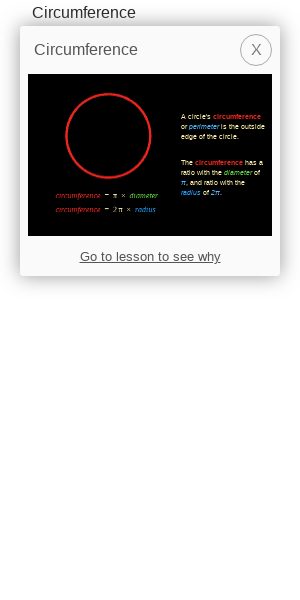 Circumference
Circumference
X
A circle's circumference
or perimeter is the outside
edge of the circle.
The circumference has a
ratio with the diameter of
π, and ratio with the
radius of 2π.
circumference = π × diameter
circumference = 2π × radius
Go to lesson to see why